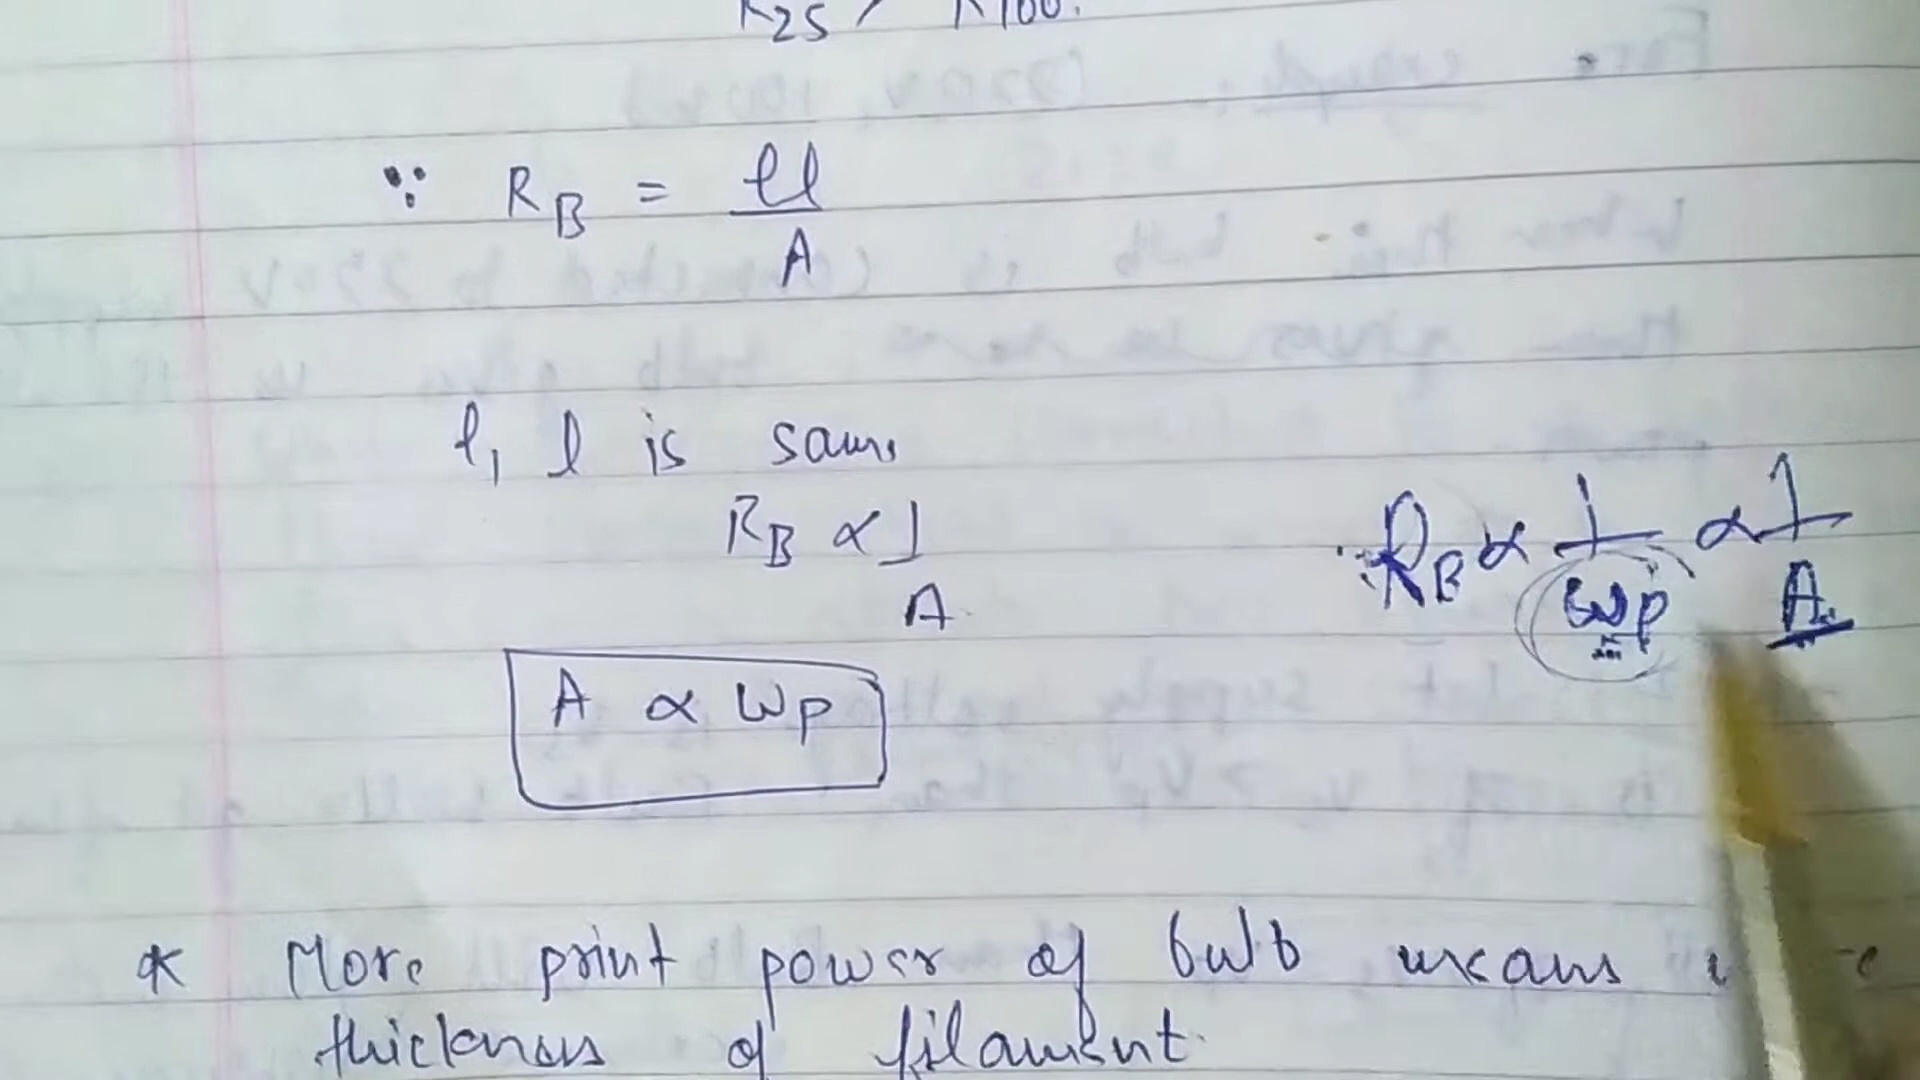 R25 > R100.
∵ RB = ρl/A
ρ, l is same
RB ∝ 1/A
RB ∝ 1/Wp ∝ 1/A
A ∝ Wp
* More print power of bulb means
thickness of filament.